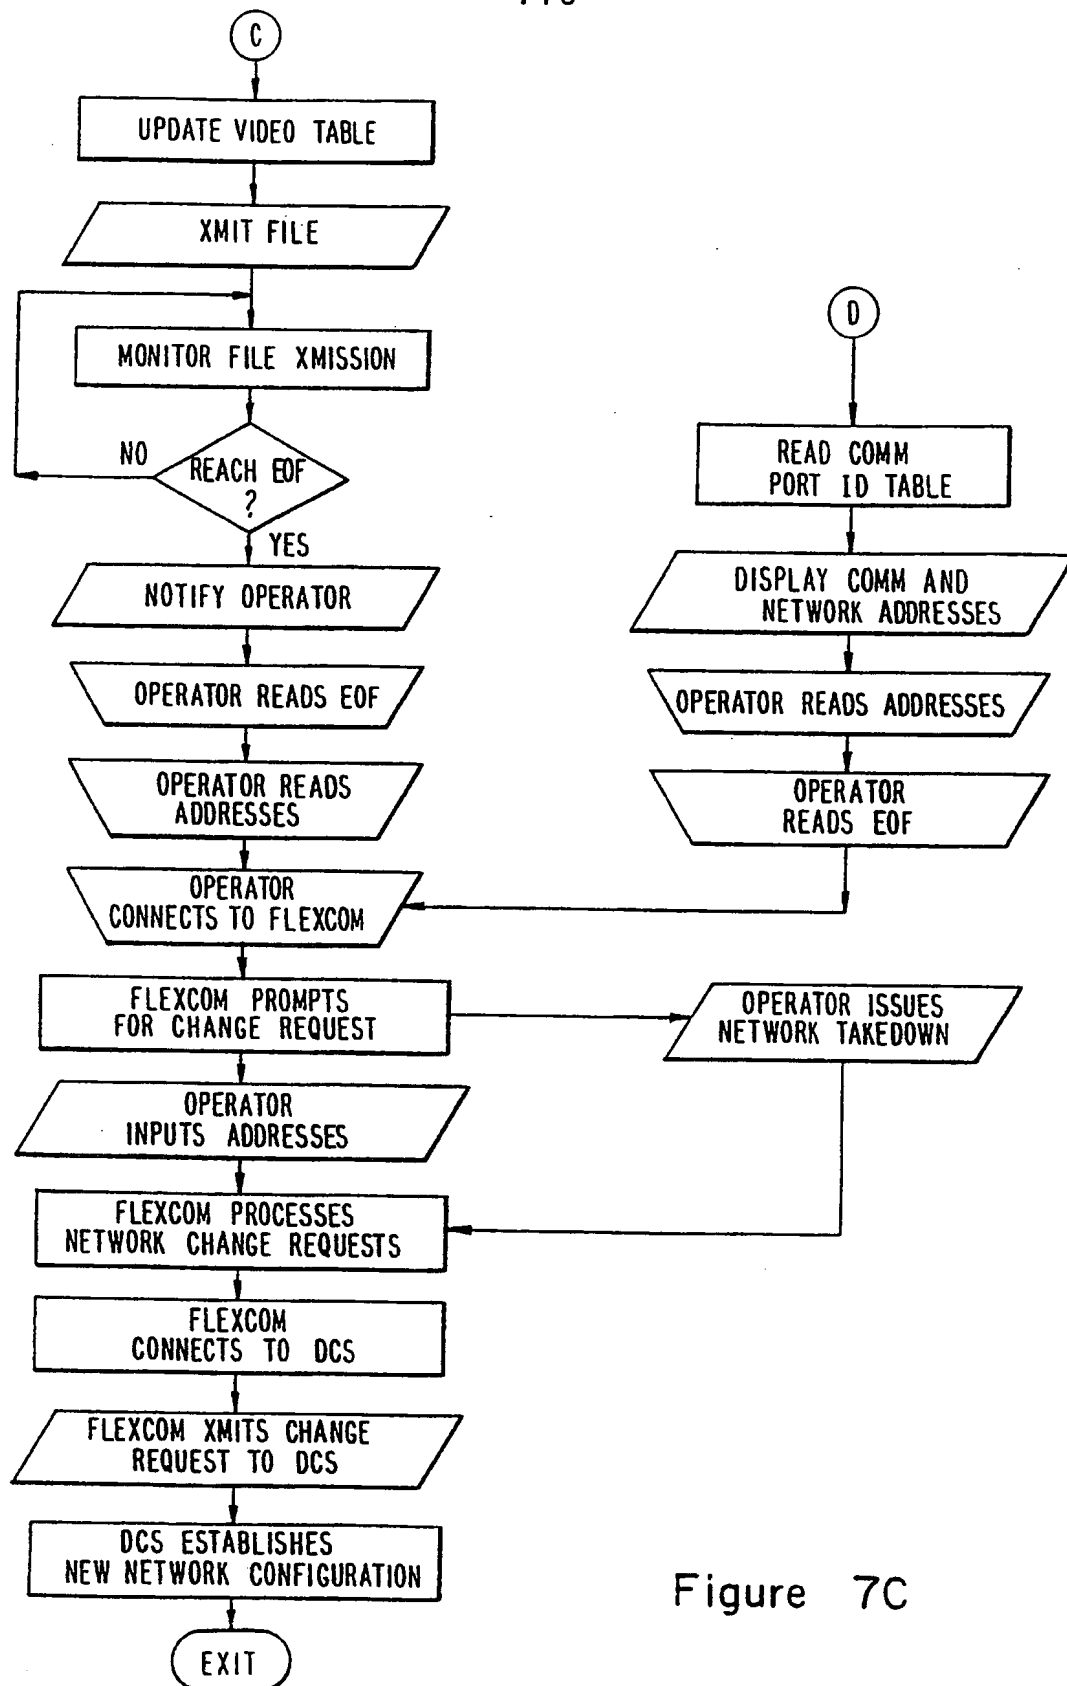 C
UPDATE VIDEO TABLE
XMIT FILE
MONITOR FILE XMISSION
NO
REACH EOF
?
YES
NOTIFY OPERATOR
OPERATOR READS EOF
OPERATOR READS
ADDRESSES
OPERATOR
CONNECTS TO FLEXCOM
FLEXCOM PROMPTS
FOR CHANGE REQUEST
OPERATOR
INPUTS ADDRESSES
FLEXCOM PROCESSES
NETWORK CHANGE REQUESTS
FLEXCOM
CONNECTS TO DCS
FLEXCOM XMITS CHANGE
REQUEST TO DCS
DCS ESTABLISHES
NEW NETWORK CONFIGURATION
EXIT
D
READ COMM
PORT ID TABLE
DISPLAY COMM AND
NETWORK ADDRESSES
OPERATOR READS ADDRESSES
OPERATOR
READS EOF
OPERATOR ISSUES
NETWORK TAKEDOWN
Figure 7C